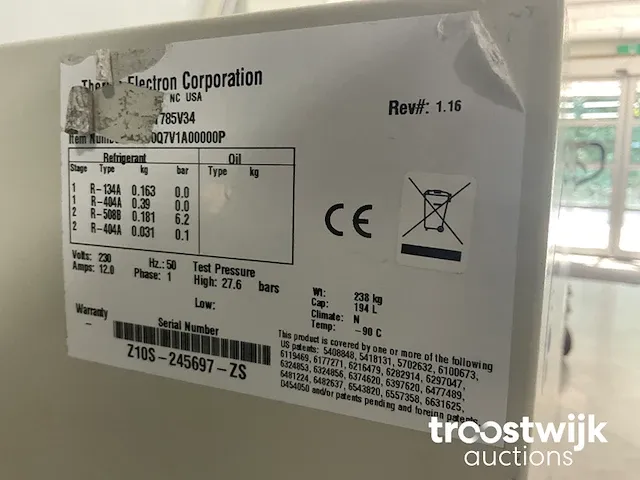 Electron Corporation
NC USA
785V34
Rev#: 1.16
Item 0Q7V1A00000P
Refrigerant Oil
Stage Type kg bar Type kg
1 R-134A 0.163 0.0
1 R-404A 0.39 0.0
2 R-508B 0.181 6.2
2 R-404A 0.031 0.1
CE
Volts: 230 Hz.: 50 Test Pressure
Amps: 12.0 Phase: 1 High: 27.6 bars
Low:
Wt: 238 kg
Cap: 194 L
Climate: N
Temp: -90 C
Warranty
-
Serial Number
Z10S-245697-ZS
This product is covered by one or more of the following
US patents: 5408848, 5418131, 5702632, 6100673,
6119469, 6177271, 6216479, 6282914, 6297047,
6324853, 6324856, 6374620, 6397620, 6477489,
6481224, 6482637, 6543820, 6557358, 6631625,
D454050 and/or patents pending and foreign patents
troostwijk
auctions